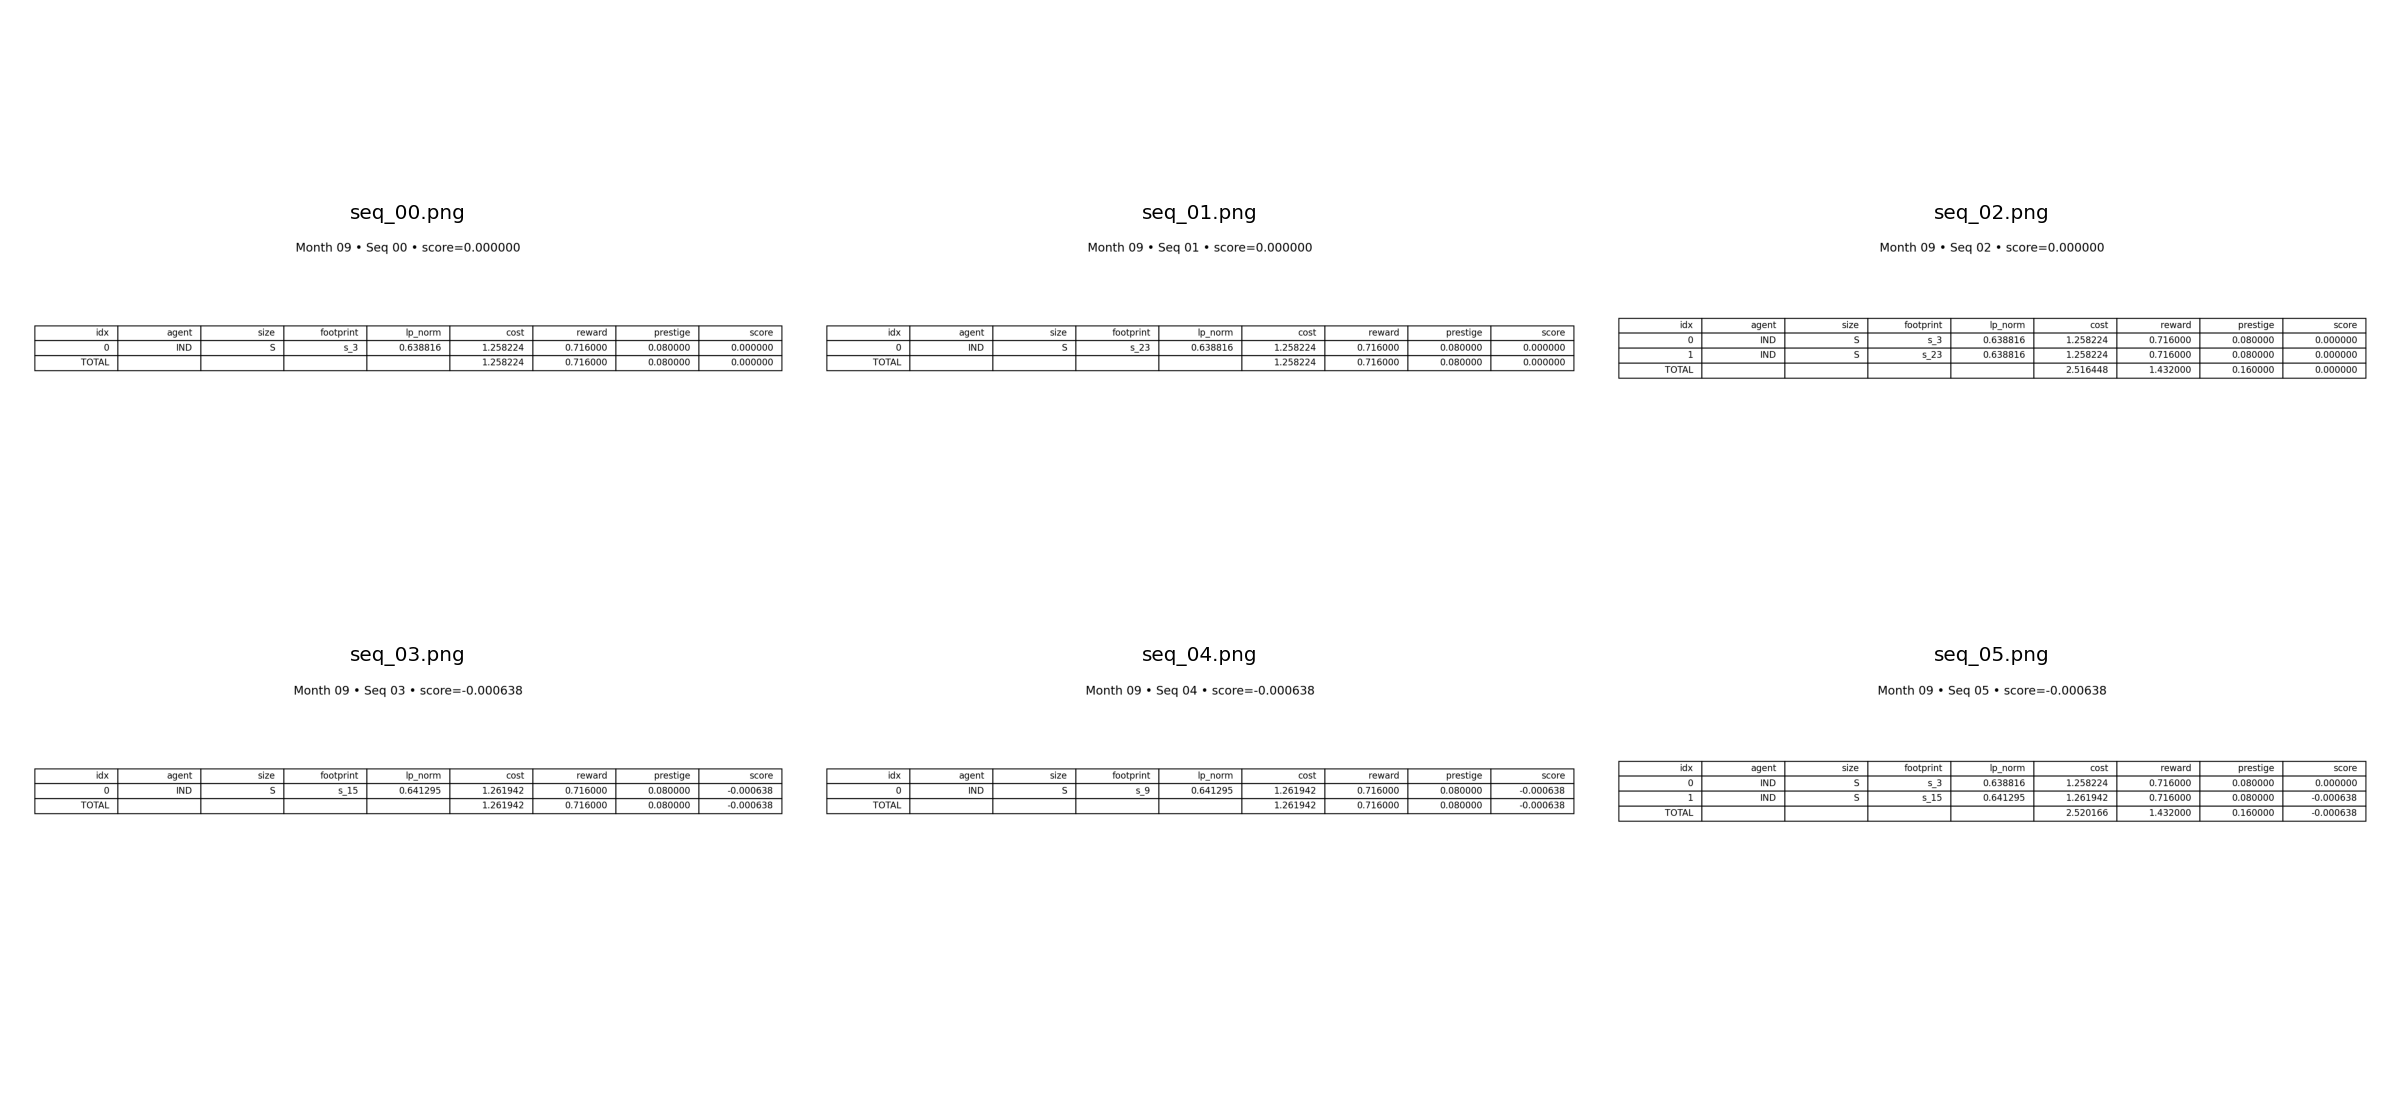 seq_00.png
Month 09 • Seq 00 • score=0.000000
idx agent size footprint lp_norm cost reward prestige score
0 IND S s_3 0.638816 1.258224 0.716000 0.080000 0.000000
TOTAL 1.258224 0.716000 0.080000 0.000000
seq_01.png
Month 09 • Seq 01 • score=0.000000
idx agent size footprint lp_norm cost reward prestige score
0 IND S s_23 0.638816 1.258224 0.716000 0.080000 0.000000
TOTAL 1.258224 0.716000 0.080000 0.000000
seq_02.png
Month 09 • Seq 02 • score=0.000000
idx agent size footprint lp_norm cost reward prestige score
0 IND S s_3 0.638816 1.258224 0.716000 0.080000 0.000000
1 IND S s_23 0.638816 1.258224 0.716000 0.080000 0.000000
TOTAL 2.516448 1.432000 0.160000 0.000000
seq_03.png
Month 09 • Seq 03 • score=-0.000638
idx agent size footprint lp_norm cost reward prestige score
0 IND S s_15 0.641295 1.261942 0.716000 0.080000 -0.000638
TOTAL 1.261942 0.716000 0.080000 -0.000638
seq_04.png
Month 09 • Seq 04 • score=-0.000638
idx agent size footprint lp_norm cost reward prestige score
0 IND S s_9 0.641295 1.261942 0.716000 0.080000 -0.000638
TOTAL 1.261942 0.716000 0.080000 -0.000638
seq_05.png
Month 09 • Seq 05 • score=-0.000638
idx agent size footprint lp_norm cost reward prestige score
0 IND S s_3 0.638816 1.258224 0.716000 0.080000 0.000000
1 IND S s_15 0.641295 1.261942 0.716000 0.080000 -0.000638
TOTAL 2.520166 1.432000 0.160000 -0.000638